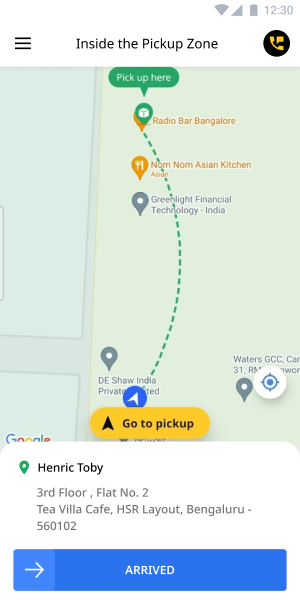 12:30
Inside the Pickup Zone
Pick up here
Radio Bar Bangalore
Nom Nom Asian Kitchen
Asian
Greenlight Financial
Technology - India
DE Shaw India
Waters GCC,
Go to pickup
Google
Henric Toby
3rd Floor , Flat No. 2
Tea Villa Cafe, HSR Layout, Bengaluru -
560102
ARRIVED